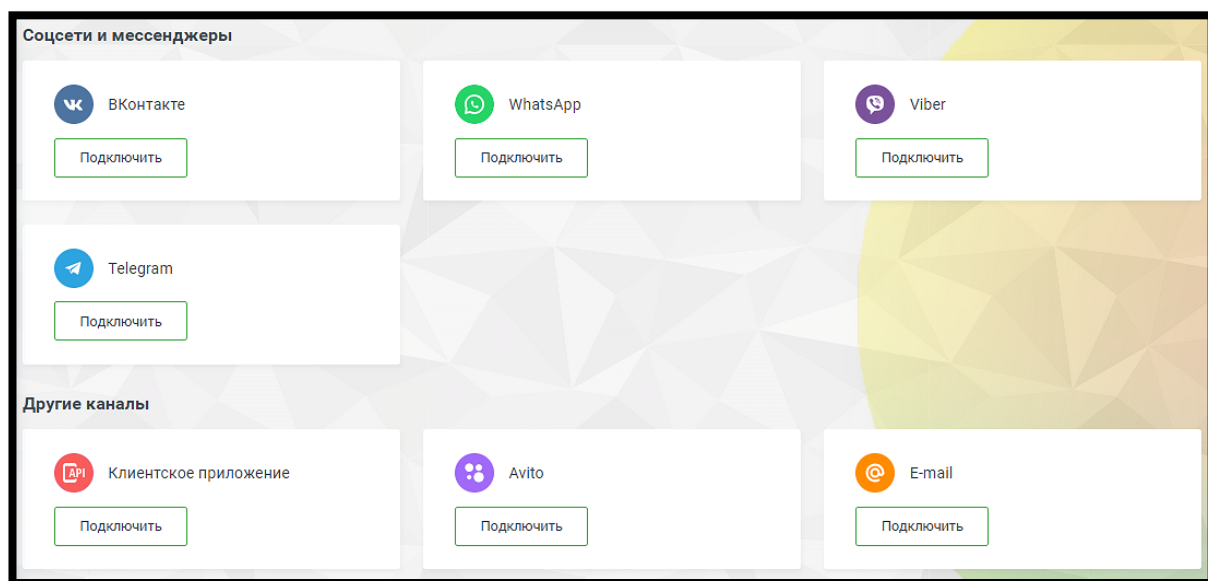 Соцсети и мессенджеры
ВКонтакте
WhatsApp
Viber
Подключить
Подключить
Подключить
Telegram
Подключить
Другие каналы
API
Клиентское приложение
Avito
E-mail
Подключить
Подключить
Подключить